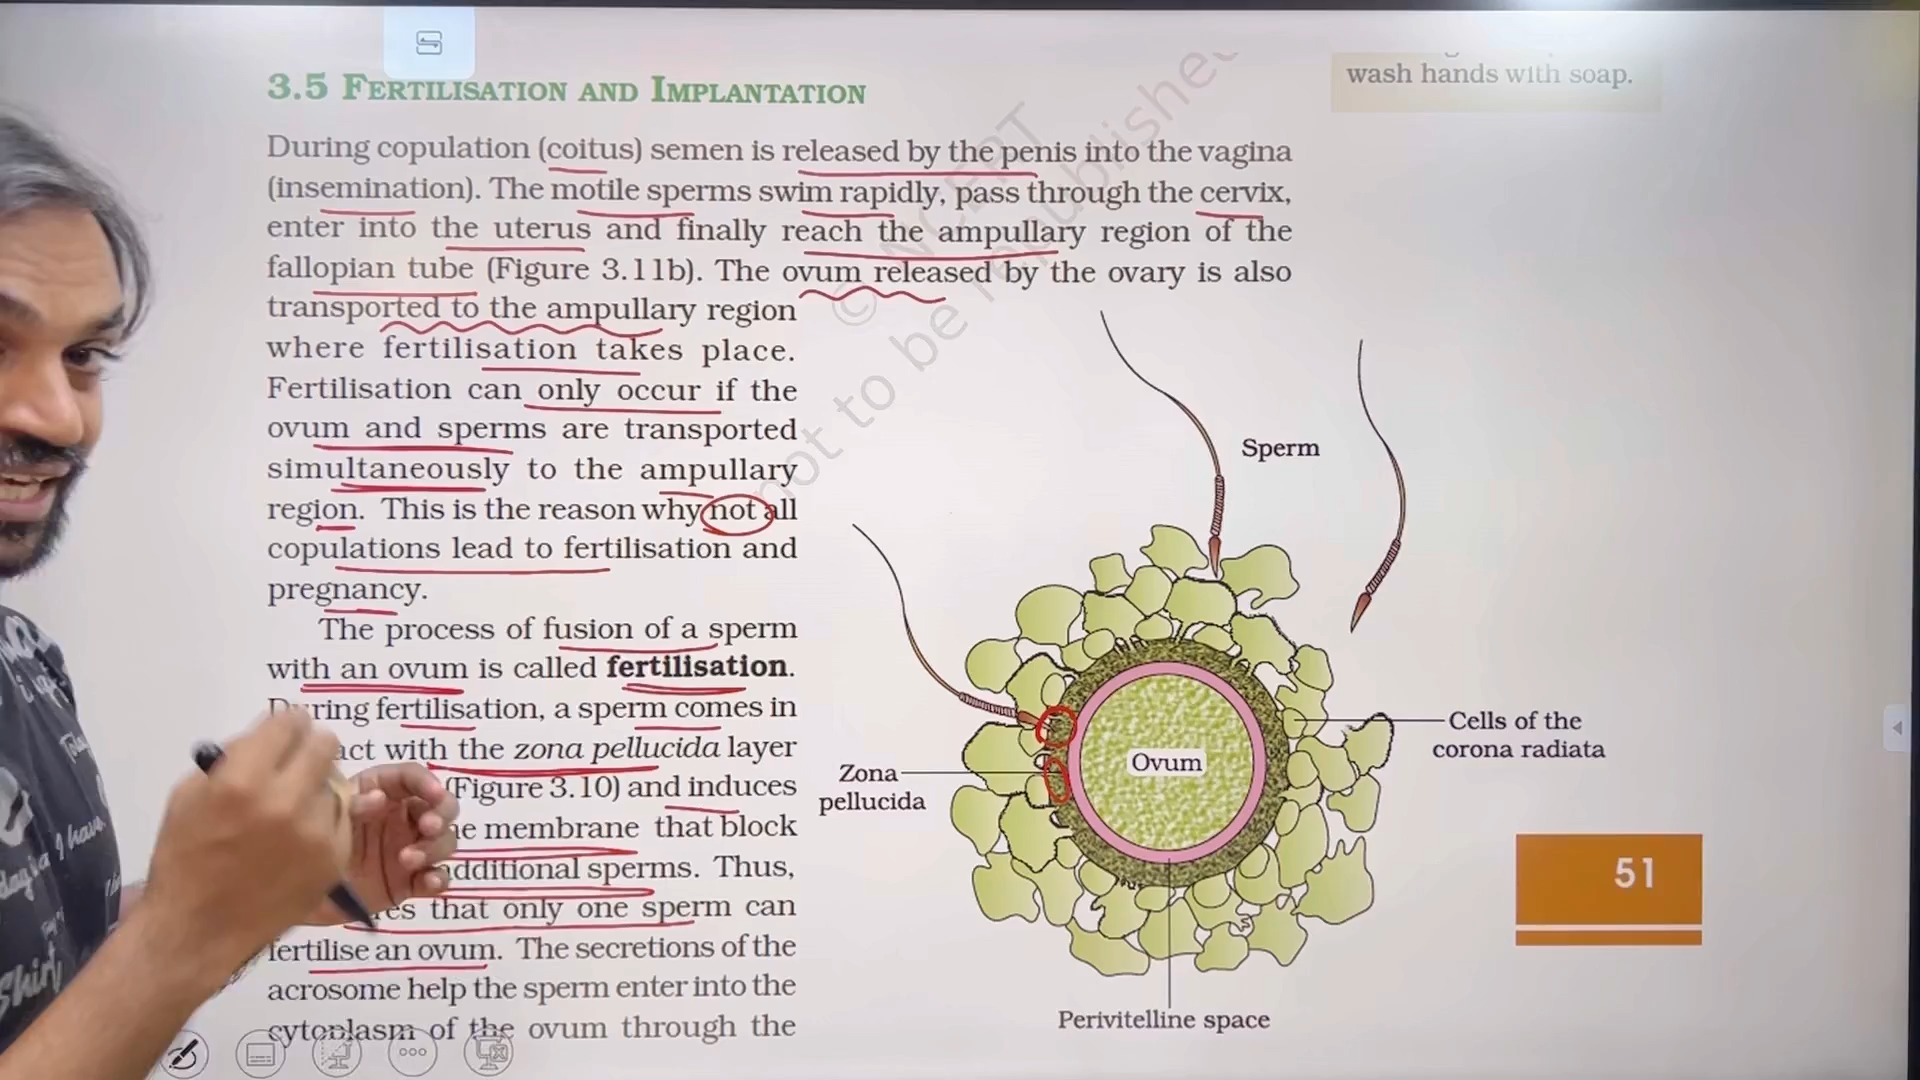 wash hands with soap.
3.5 FERTILISATION AND IMPLANTATION
During copulation (coitus) semen is released by the penis into the vagina
(insemination). The motile sperms swim rapidly, pass through the cervix,
enter into the uterus and finally reach the ampullary region of the
fallopian tube (Figure 3.11b). The ovum released by the ovary is also
transported to the ampullary region
where fertilisation takes place.
Fertilisation can only occur if the
ovum and sperms are transported
simultaneously to the ampullary
region. This is the reason why not all
copulations lead to fertilisation and
pregnancy.
The process of fusion of a sperm
with an ovum is called fertilisation.
During fertilisation, a sperm comes in
act with the zona pellucida layer
(Figure 3.10) and induces
membrane that block
additional sperms. Thus,
that only one sperm can
fertilise an ovum. The secretions of the
acrosome help the sperm enter into the
cytoplasm of the ovum through the
Sperm
Cells of the
corona radiata
Ovum
Zona
pellucida
Perivitelline space
51
© NCERT
not to be republished